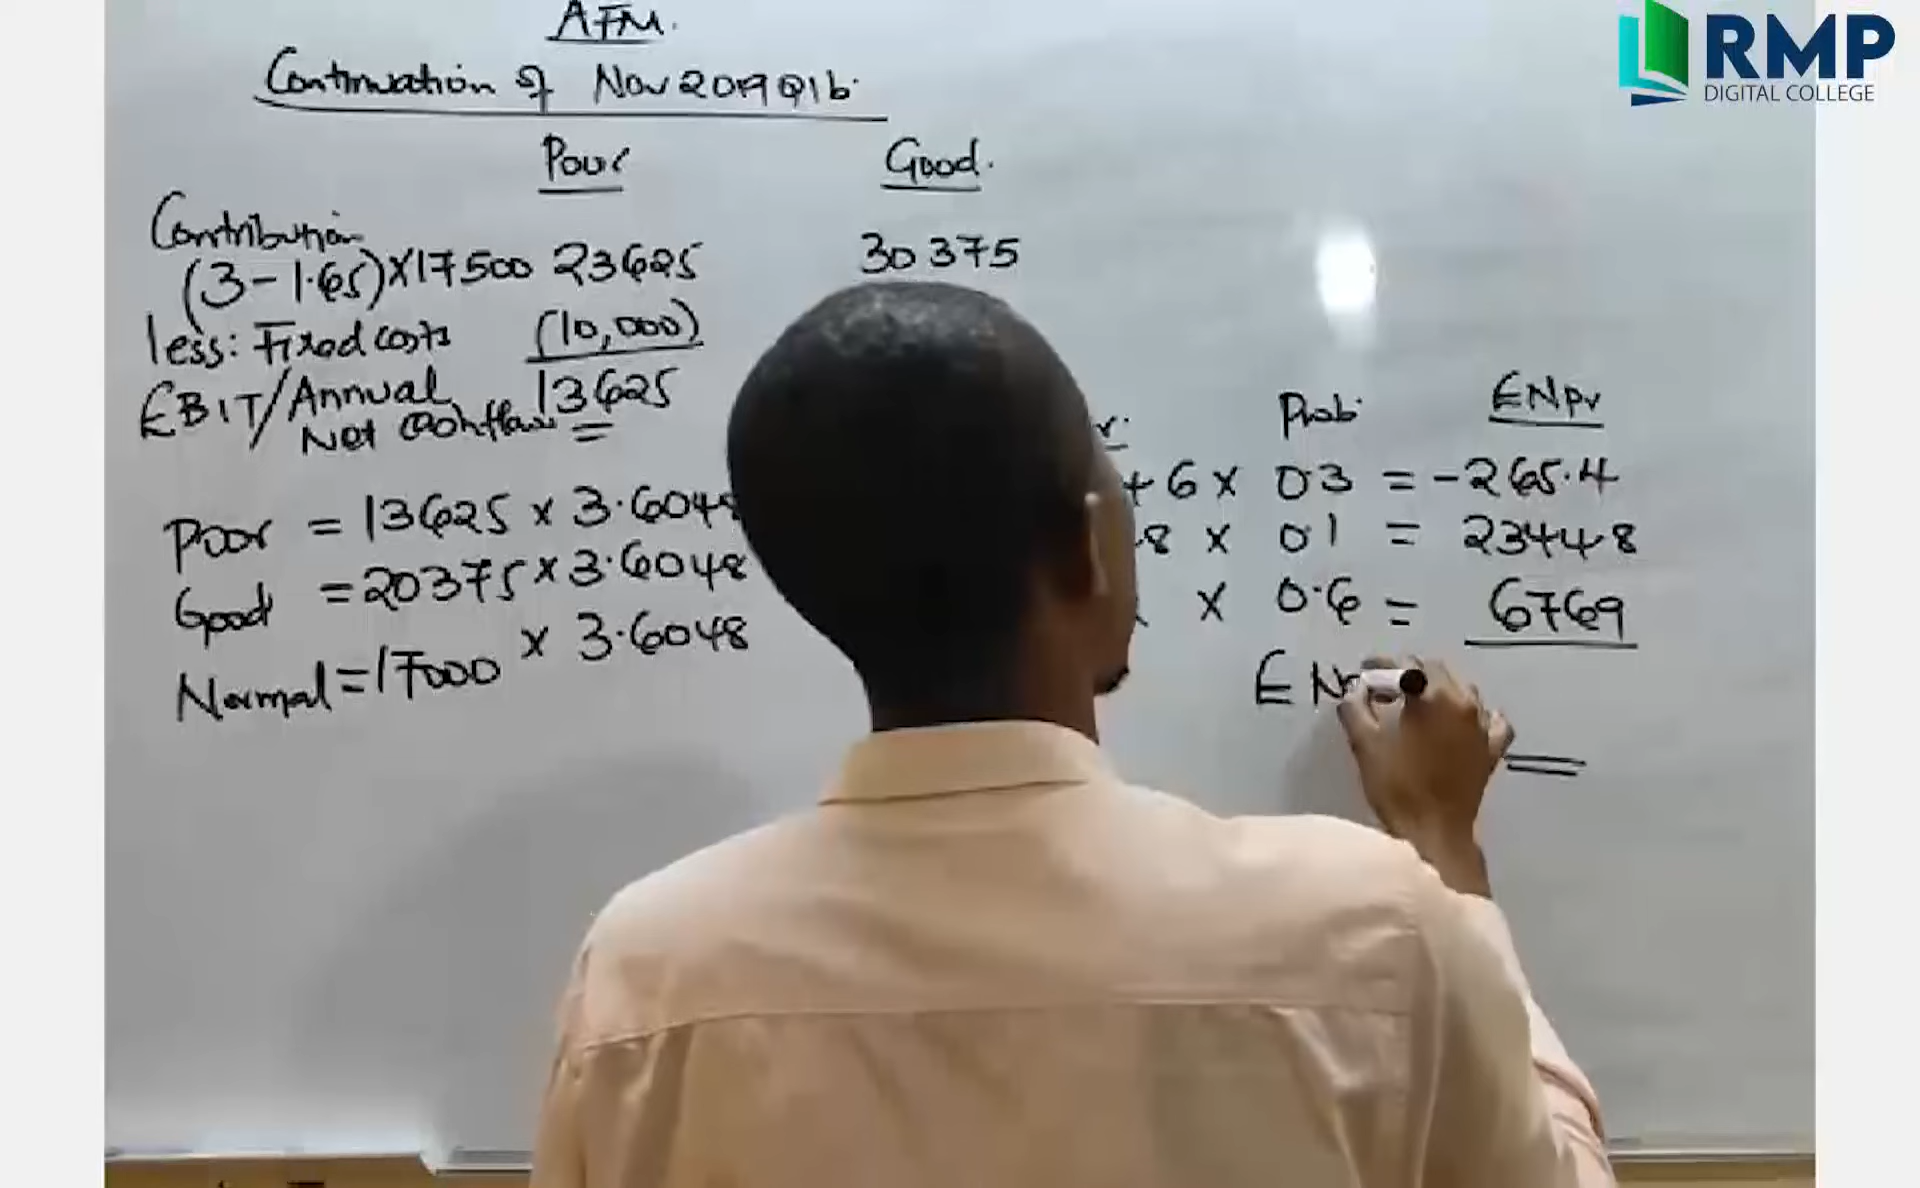 AFM.
Continuation of Nov 2019 Q1b.
Poor
Good.
Contribution
(3-1.65)×17500 23625
30375
less: Fixed costs (10,000)
EBIT/Annual 13625
Net Cashflow
Poor = 13625 × 3.6048
Good = 20375 × 3.6048
Normal = 17000 × 3.6048
Prob. ENPV
6 × 0.3 = -265.4
8 × 0.1 = 2344.8
× 0.6 = 6769
EN
RMP
DIGITAL COLLEGE